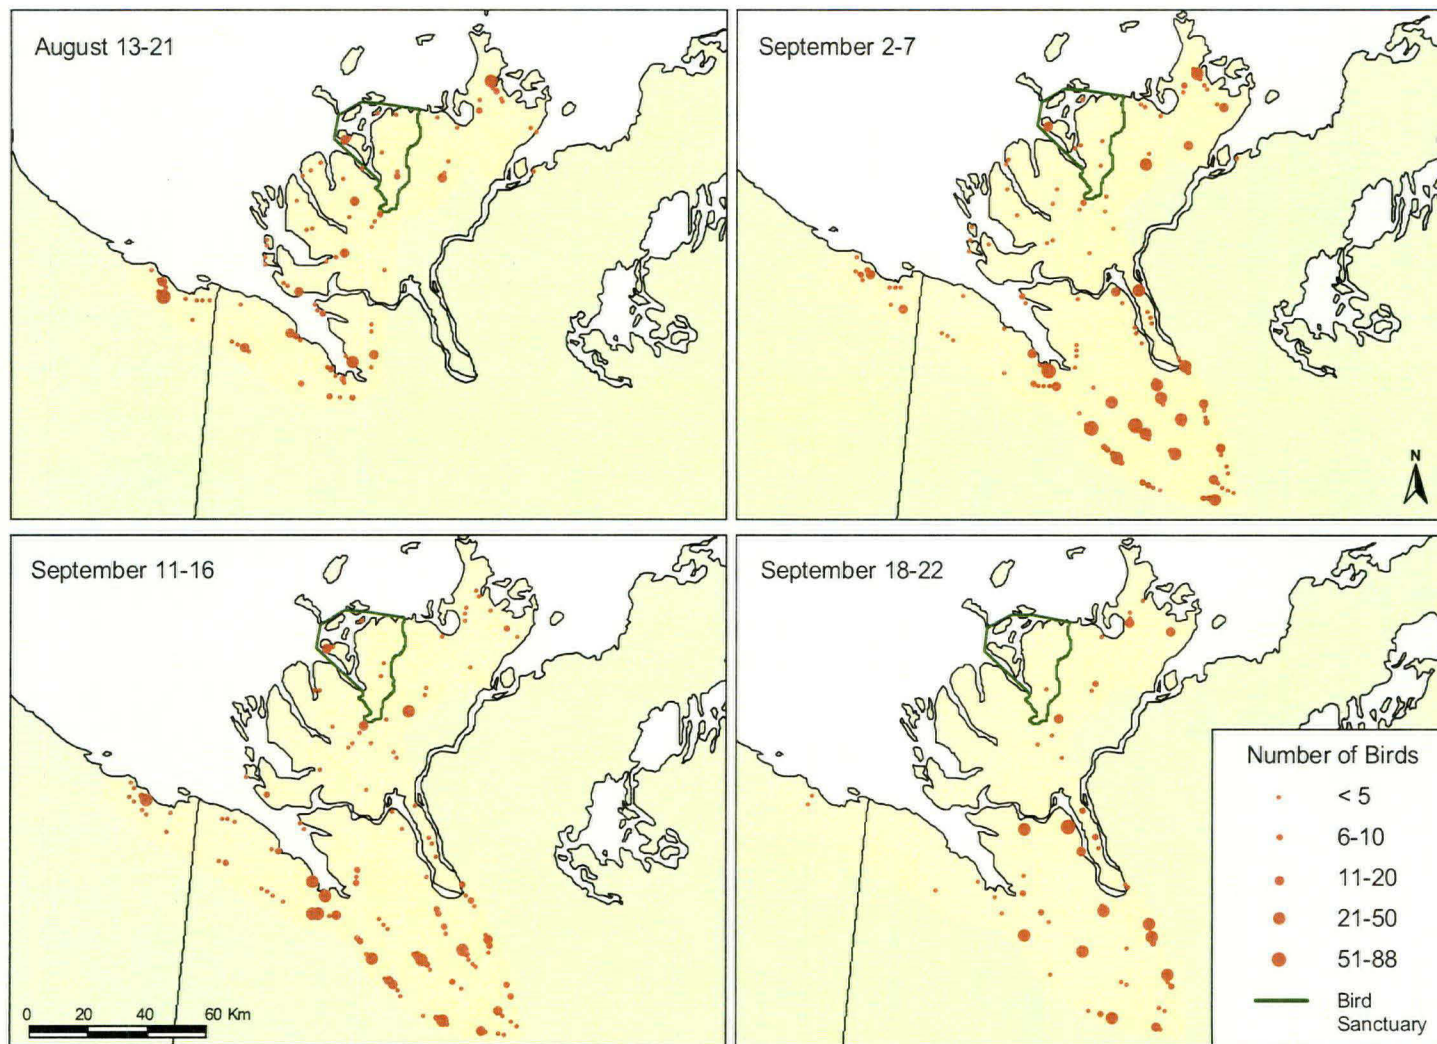 August 13-21
September 2-7
N
September 11-16
0 20 40 60 Km
September 18-22
Number of Birds
< 5
6-10
11-20
21-50
51-88
Bird
Sanctuary